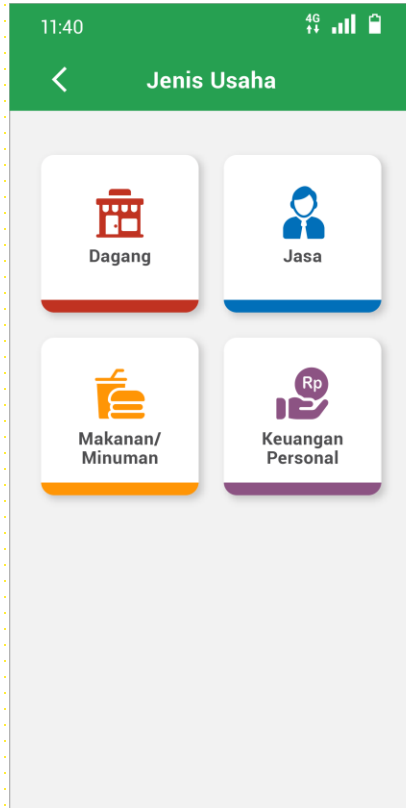 11:40
4G
Jenis Usaha
Dagang
Jasa
Rp
Makanan/
Minuman
Keuangan
Personal